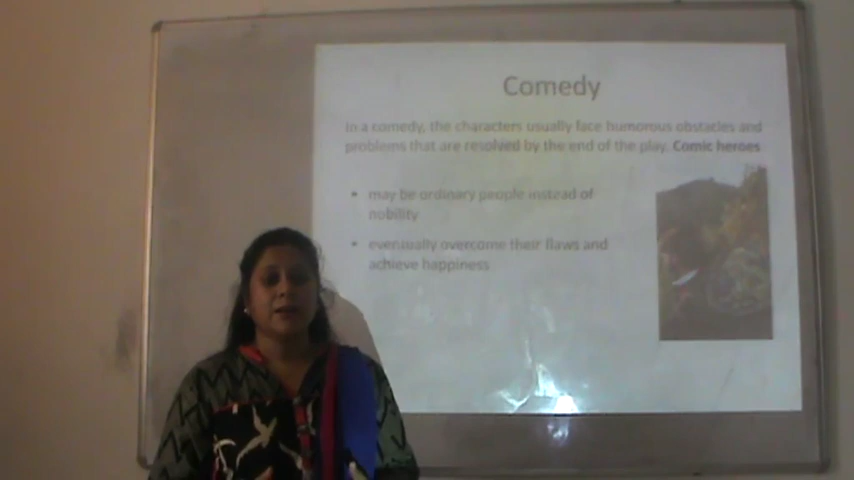 Comedy
In a comedy, the characters usually face humorous obstacles and
problems that are resolved by the end of the play. Comic heroes
• may be ordinary people instead of
nobility
• eventually overcome their flaws and
achieve happiness